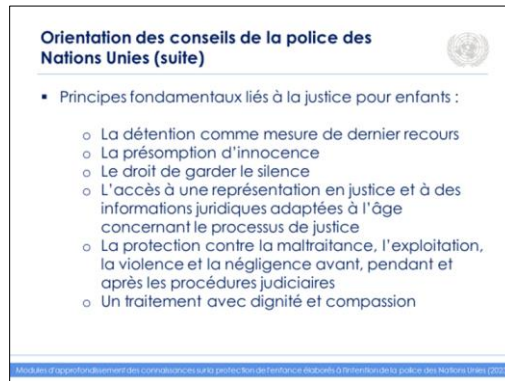 Orientation des conseils de la police des
Nations Unies (suite)
▪ Principes fondamentaux liés à la justice pour enfants :
o La détention comme mesure de dernier recours
o La présomption d’innocence
o Le droit de garder le silence
o L’accès à une représentation en justice et à des
informations juridiques adaptées à l’âge
concernant le processus de justice
o La protection contre la maltraitance, l’exploitation,
la violence et la négligence avant, pendant et
après les procédures judiciaires
o Un traitement avec dignité et compassion
Modules d’approfondissement des connaissances sur la protection de l’enfance élaborés à l’intention de la police des Nations Unies